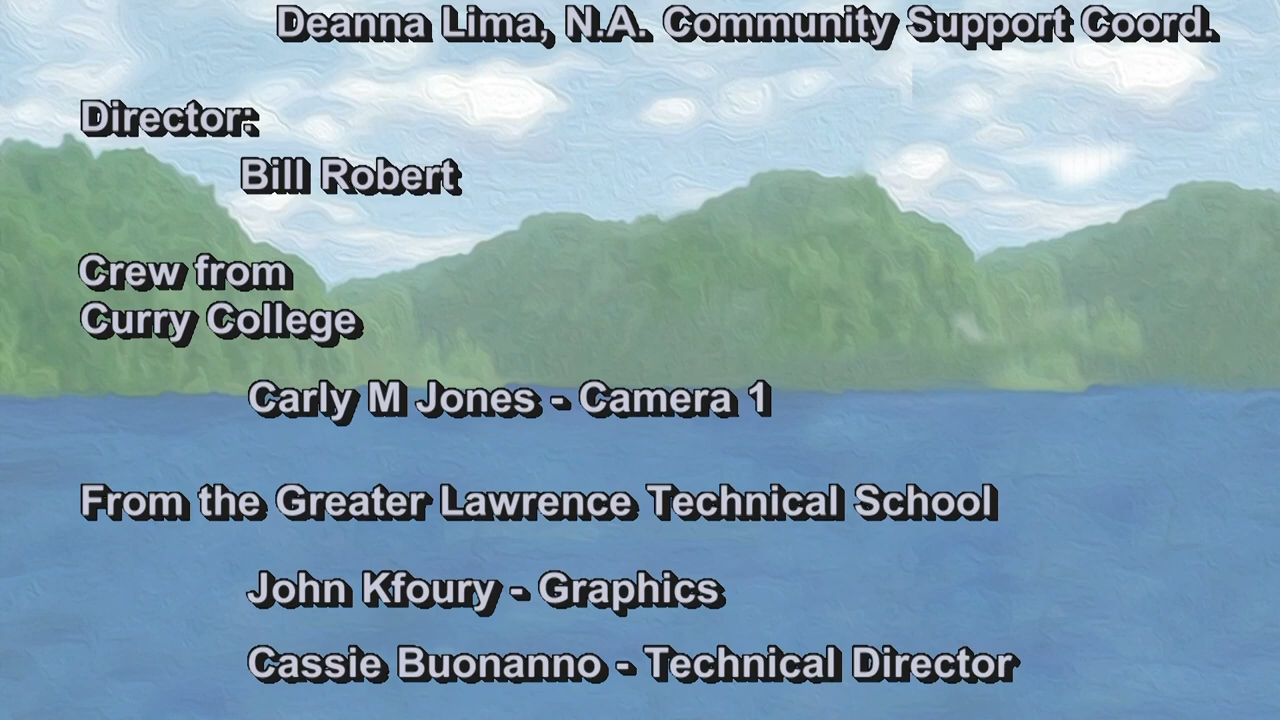 Deanna Lima, N.A. Community Support Coord.
Director:
Bill Robert
Crew from
Curry College
Carly M Jones - Camera 1
From the Greater Lawrence Technical School
John Kfoury - Graphics
Cassie Buonanno - Technical Director